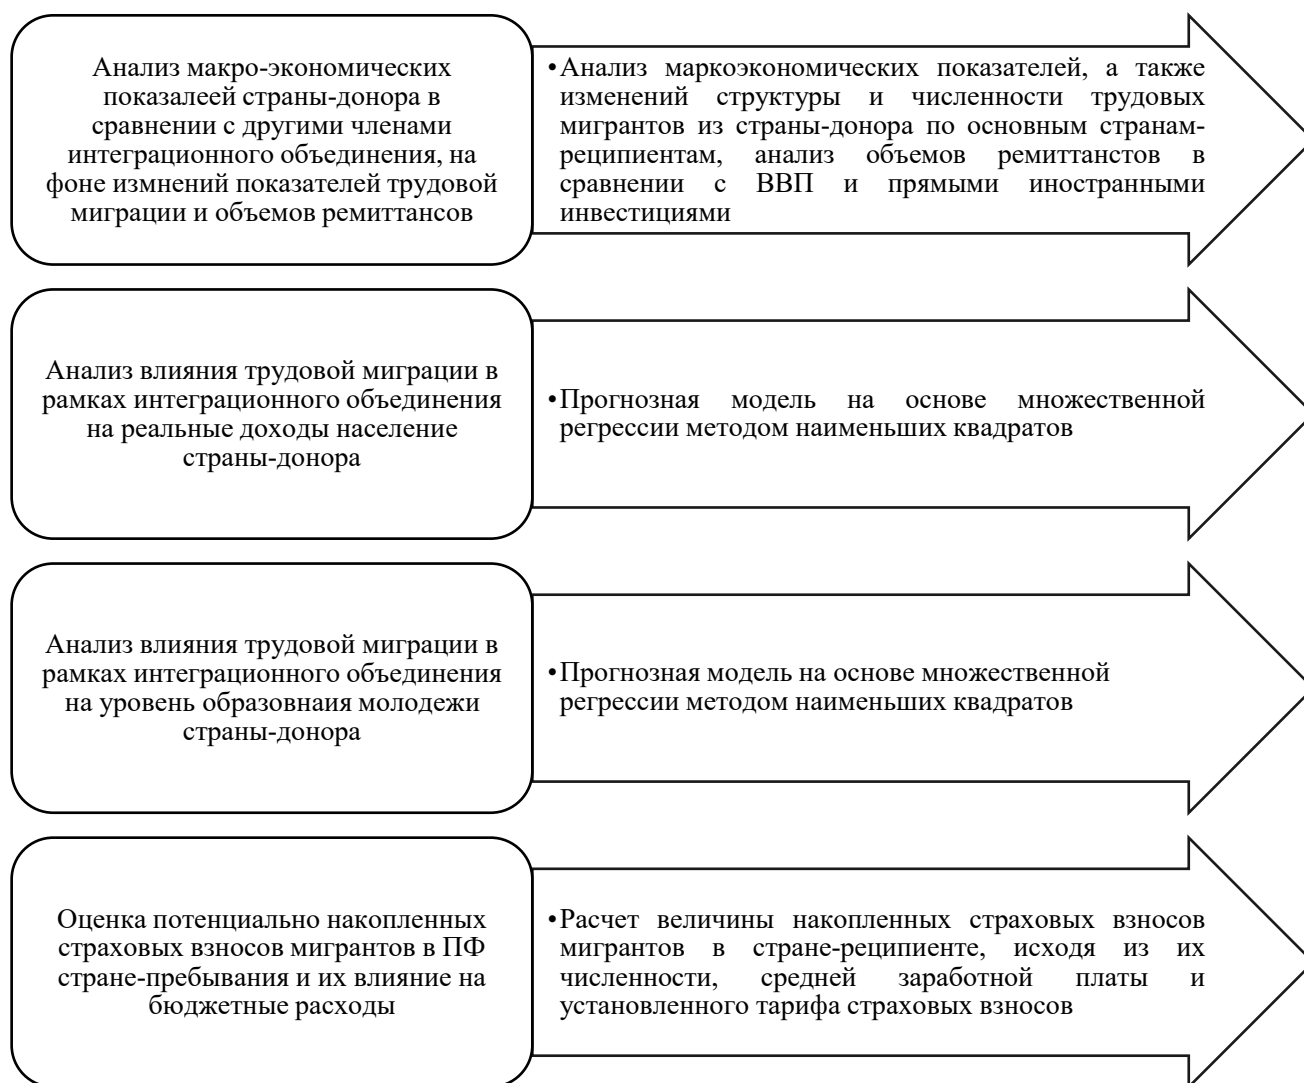 Анализ макро-экономических
показалеей страны-донора в
сравнении с другими членами
интеграционного объединения, на
фоне измнений показателей трудовой
миграции и объемов ремиттансов
•Анализ маркоэкономических показателей, а также
изменений структуры и численности трудовых
мигрантов из страны-донора по основным странам-
реципиентам, анализ объемов ремиттанстов в
сравнении с ВВП и прямыми иностранными
инвестициями
Анализ влияния трудовой миграции в
рамках интеграционного объединения
на реальные доходы население
страны-донора
•Прогнозная модель на основе множественной
регрессии методом наименьших квадратов
Анализ влияния трудовой миграции в
рамках интеграционного объединения
на уровень образовнаия молодежи
страны-донора
•Прогнозная модель на основе множественной
регрессии методом наименьших квадратов
Оценка потенциально накопленных
страховых взносов мигрантов в ПФ
стране-пребывания и их влияние на
бюджетные расходы
•Расчет величины накопленных страховых взносов
мигрантов в стране-реципиенте, исходя из их
численности, средней заработной платы и
установленного тарифа страховых взносов